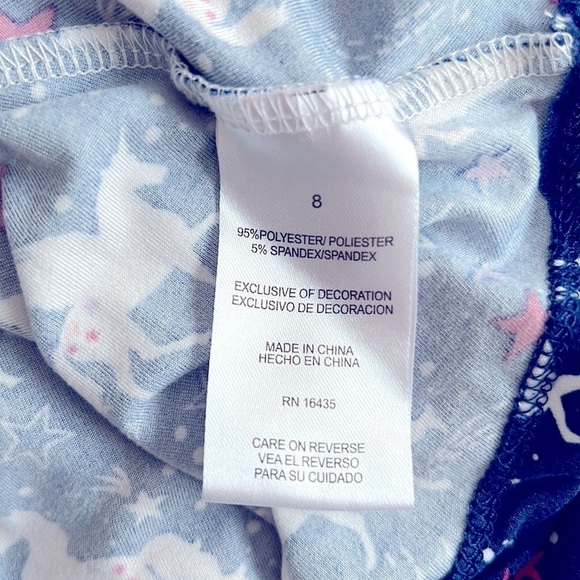 8
95%POLYESTER/ POLIESTER
5% SPANDEX/SPANDEX
EXCLUSIVE OF DECORATION
EXCLUSIVO DE DECORACION
MADE IN CHINA
HECHO EN CHINA
RN 16435
CARE ON REVERSE
VEA EL REVERSO
PARA SU CUIDADO